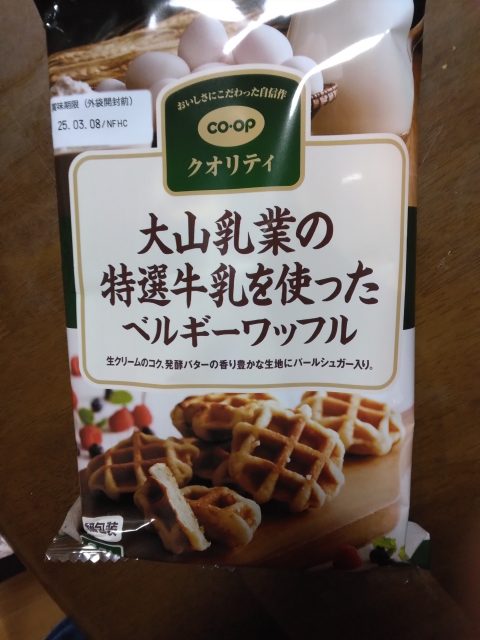 賞味期限（外袋開封前）
25.03.08/NFHC
おいしさにこだわった自信作
CO·OP
クオリティ
大山乳業の
特選牛乳を使った
ベルギーワッフル
生クリームのコク、発酵バターの香り豊かな生地にパールシュガー入り。
個包装